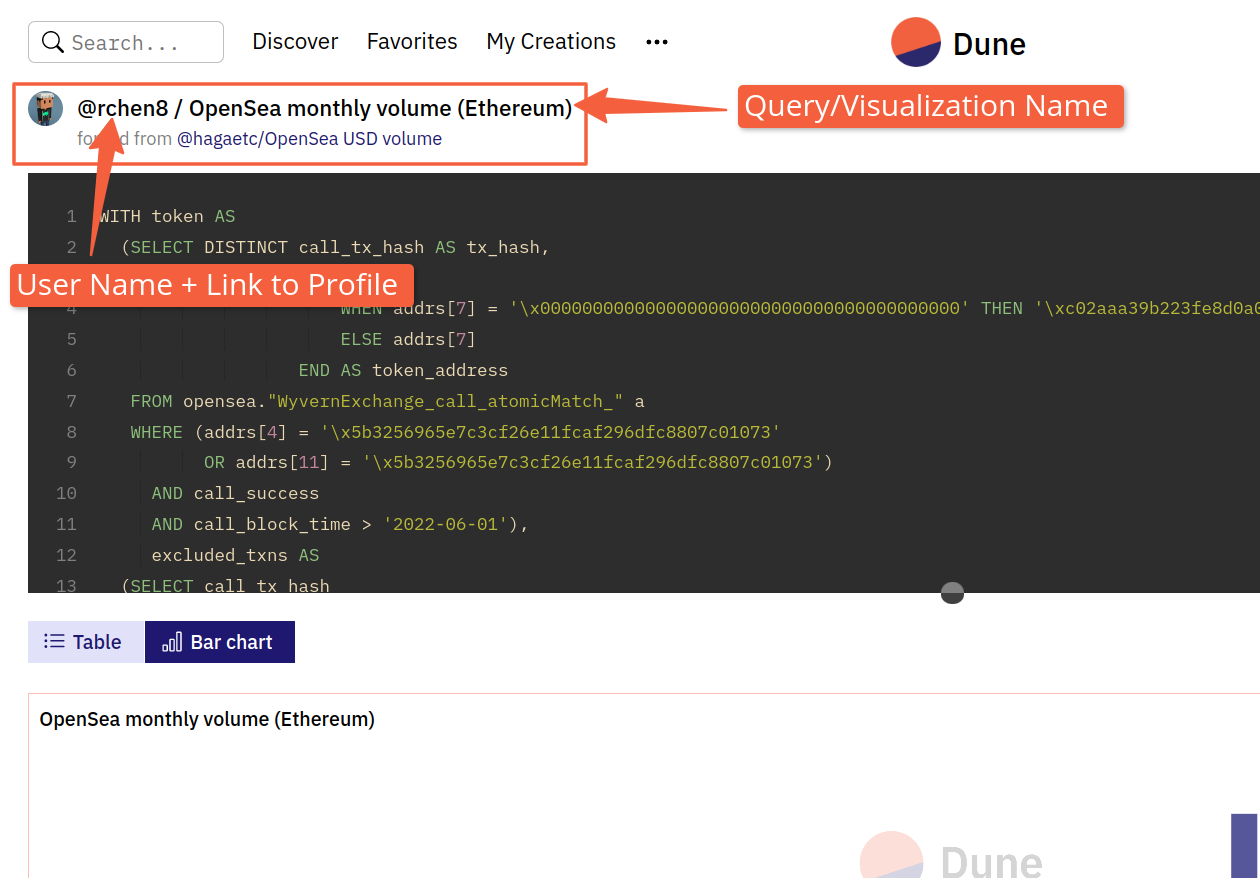 Search...
Discover
Favorites
My Creations
Dune
@rchen8 / OpenSea monthly volume (Ethereum)
Query/Visualization Name
from @hagaetc/OpenSea USD volume
1 WITH token AS
2 (SELECT DISTINCT call_tx_hash AS tx_hash,
User Name + Link to Profile
4 WHEN addrs[7] = '\x0000000000000000000000000000000000000000' THEN '\xc02aaa39b223fe8d0a0
5 ELSE addrs[7]
6 END AS token_address
7 FROM opensea."WyvernExchange_call_atomicMatch_" a
8 WHERE (addrs[4] = '\x5b3256965e7c3cf26e11fcaf296dfc8807c01073'
9 OR addrs[11] = '\x5b3256965e7c3cf26e11fcaf296dfc8807c01073')
10 AND call_success
11 AND call_block_time > '2022-06-01'),
12 excluded_txns AS
13 (SELECT call_tx_hash
Table
Bar chart
OpenSea monthly volume (Ethereum)
Dune